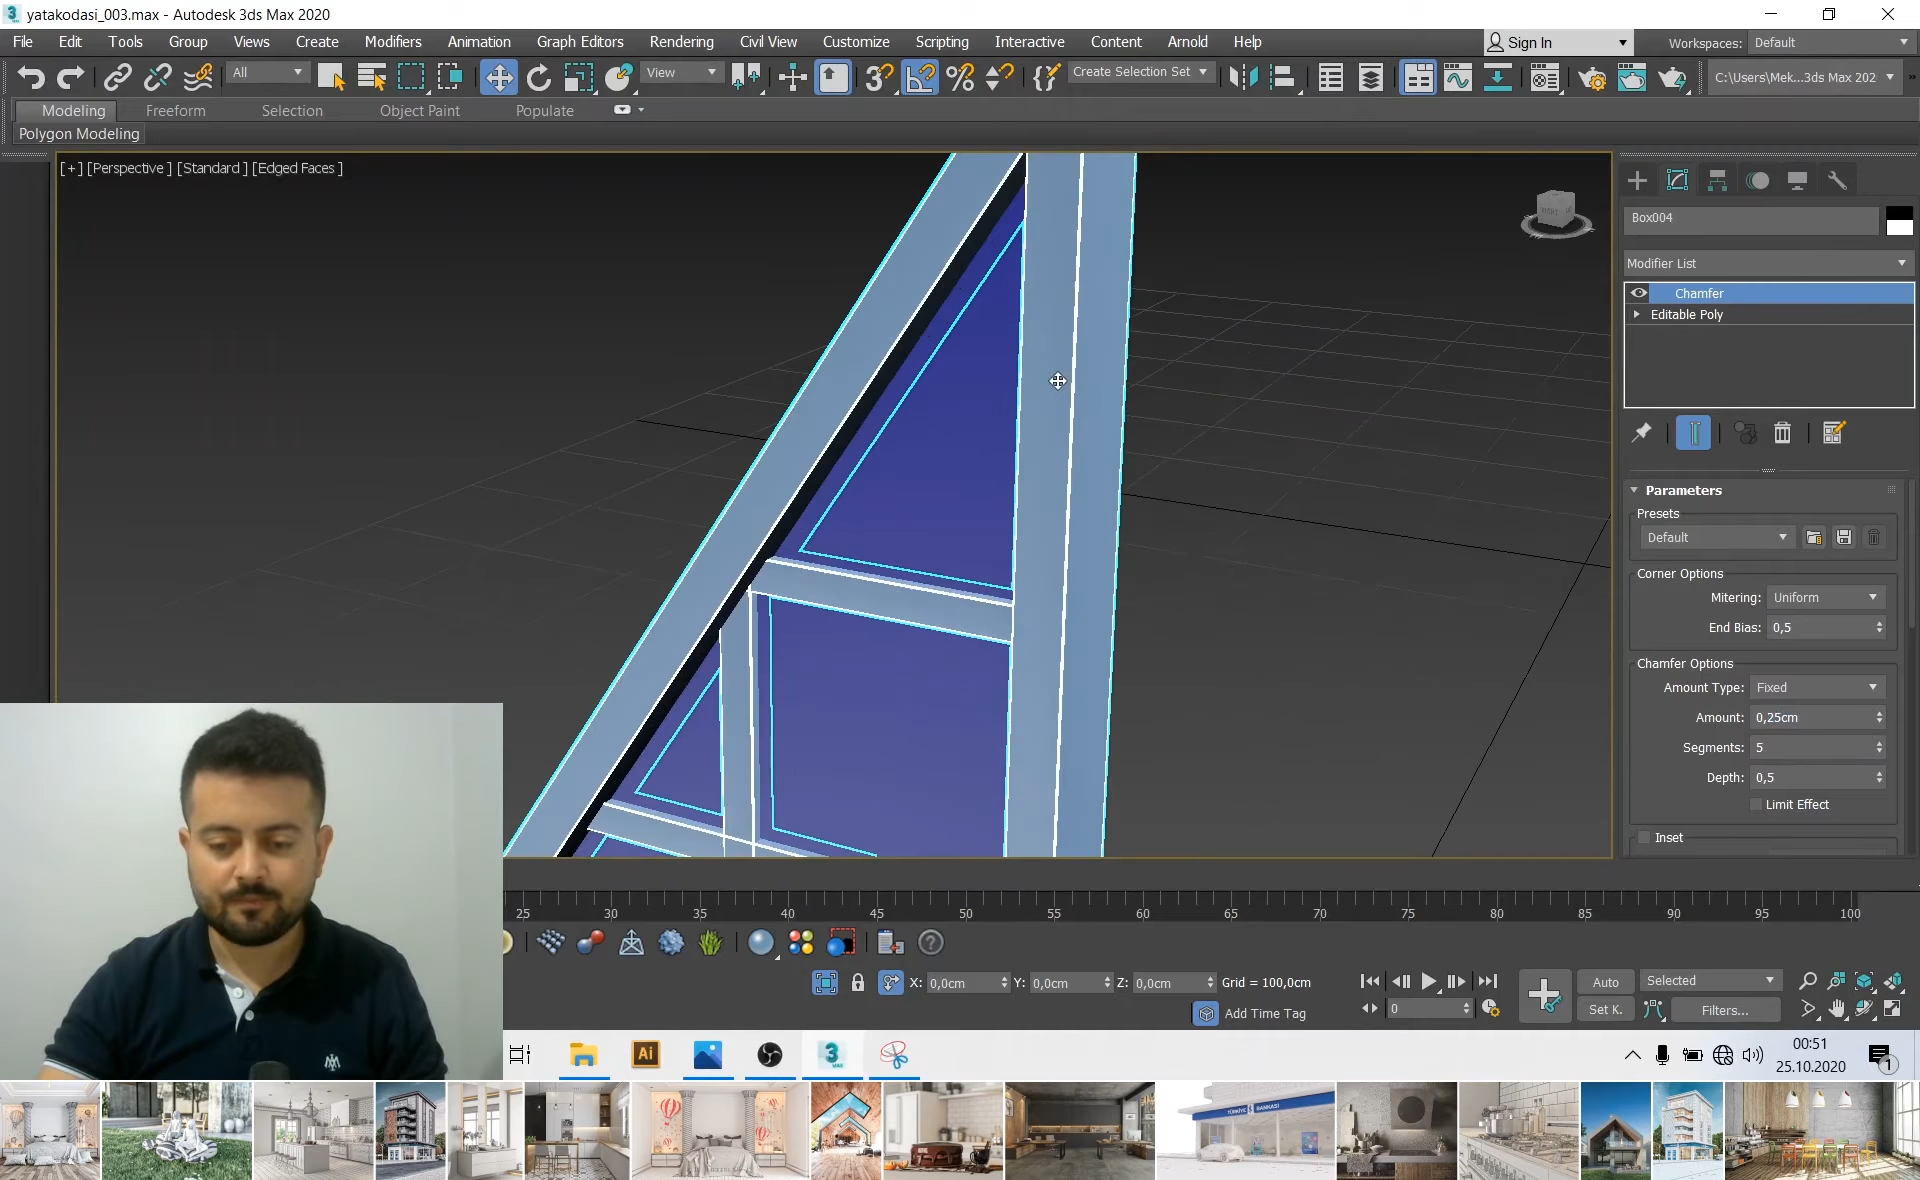 yatakodasi_003.max - Autodesk 3ds Max 2020
File Edit Tools Group Views Create Modifiers Animation Graph Editors Rendering Civil View Customize Scripting Interactive Content Arnold Help
Sign In
Workspaces: Default
All
View
Create Selection Set
C:\Users\Mek...3ds Max 202
Modeling Freeform Selection Object Paint Populate
Polygon Modeling
[+] [Perspective ] [Standard ] [Edged Faces ]
Box004
Modifier List
Chamfer
Editable Poly
Parameters
Presets
Default
Corner Options
Mitering: Uniform
End Bias: 0,5
Chamfer Options
Amount Type: Fixed
Amount: 0,25cm
Segments: 5
Depth: 0,5
Limit Effect
Inset
25 30 35 40 45 50 55 60 65 70 75 80 85 90 95 100
X: 0,0cm Y: 0,0cm Z: 0,0cm Grid = 100,0cm
Add Time Tag
0
Auto Selected
Set K. Filters...
Ai
3
00:51
25.10.2020
1
TÜRKİYE İŞ BANKASI